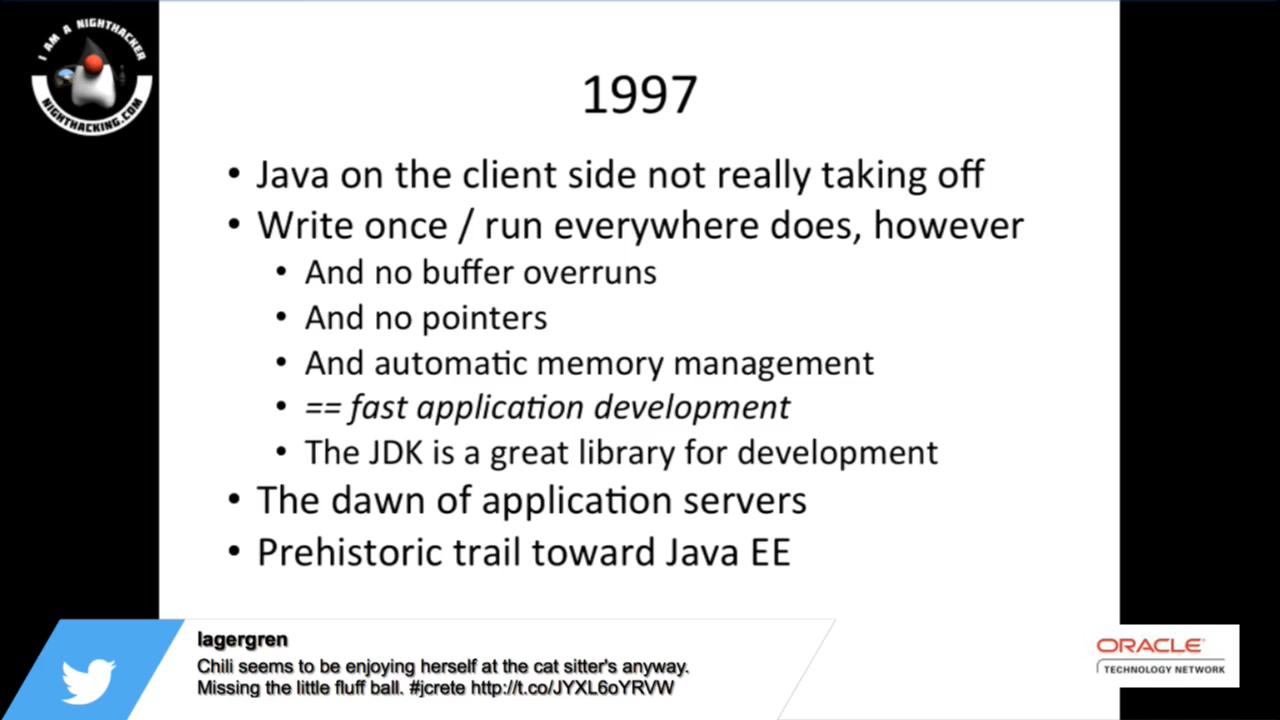 I AM A NIGHTHACKER
NIGHTHACKING.COM
1997
• Java on the client side not really taking off
• Write once / run everywhere does, however
• And no buffer overruns
• And no pointers
• And automatic memory management
• == fast application development
• The JDK is a great library for development
• The dawn of application servers
• Prehistoric trail toward Java EE
lagergren
Chili seems to be enjoying herself at the cat sitter's anyway.
Missing the little fluff ball. #jcrete http://t.co/JYXL6oYRVW
ORACLE
TECHNOLOGY NETWORK